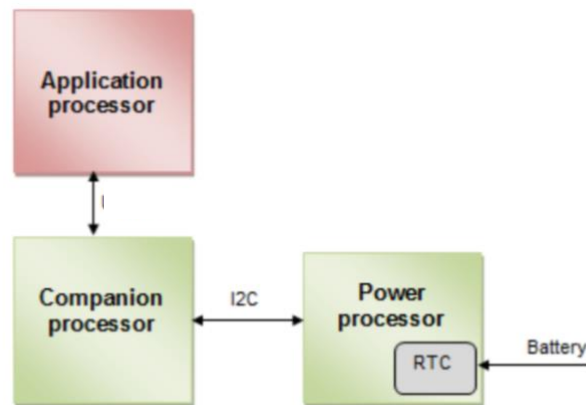 Application
processor
Companion
processor
I2C
Power
processor
RTC
Battery